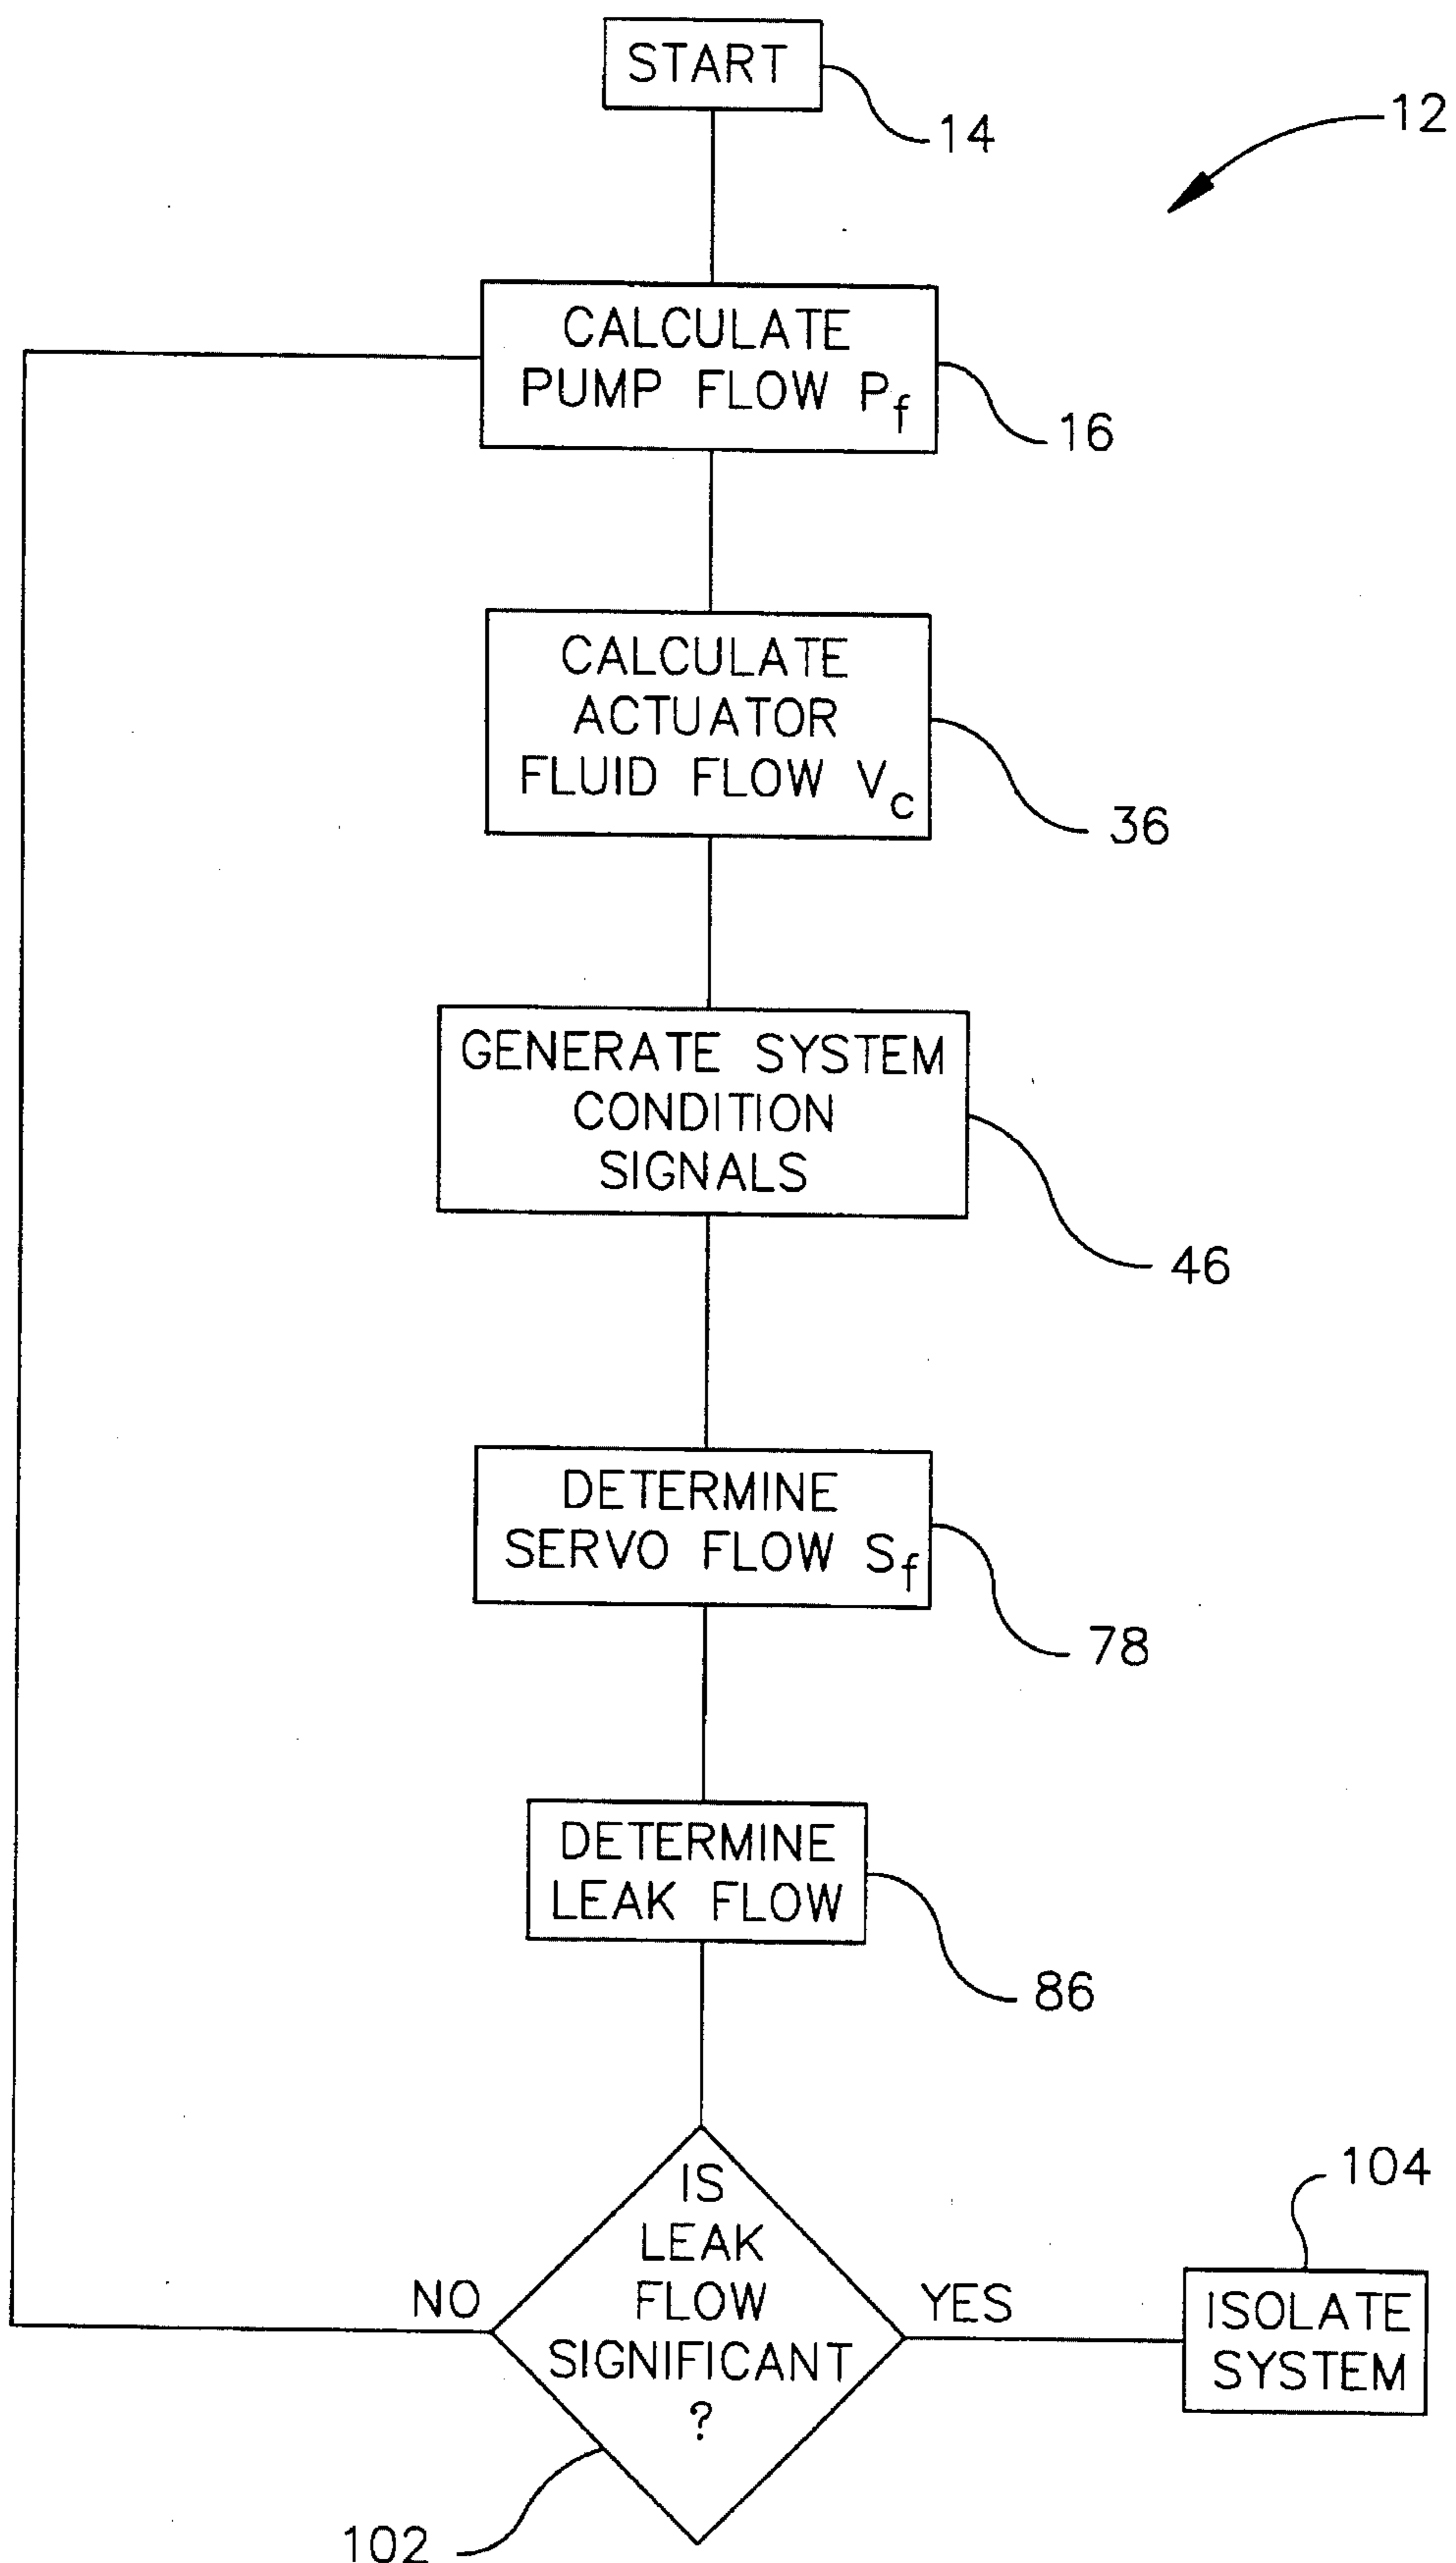 START
14
12
CALCULATE
PUMP FLOW Pf
16
CALCULATE
ACTUATOR
FLUID FLOW Vc
36
GENERATE SYSTEM
CONDITION
SIGNALS
46
DETERMINE
SERVO FLOW Sf
78
DETERMINE
LEAK FLOW
86
IS
LEAK
FLOW
SIGNIFICANT
?
NO
YES
104
ISOLATE
SYSTEM
102